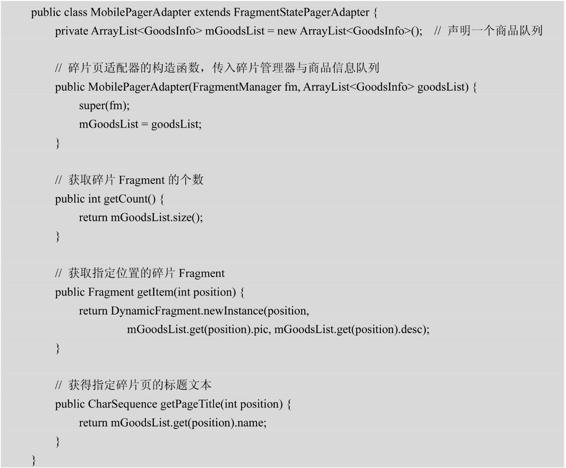 public class MobilePagerAdapter extends FragmentStatePagerAdapter {
private ArrayList<GoodsInfo> mGoodsList = new ArrayList<GoodsInfo>(); // 声明一个商品队列
// 碎片页适配器的构造函数，传入碎片管理器与商品信息队列
public MobilePagerAdapter(FragmentManager fm, ArrayList<GoodsInfo> goodsList) {
super(fm);
mGoodsList = goodsList;
}
// 获取碎片 Fragment 的个数
public int getCount() {
return mGoodsList.size();
}
// 获取指定位置的碎片 Fragment
public Fragment getItem(int position) {
return DynamicFragment.newInstance(position,
mGoodsList.get(position).pic, mGoodsList.get(position).desc);
}
// 获得指定碎片页的标题文本
public CharSequence getPageTitle(int position) {
return mGoodsList.get(position).name;
}
}